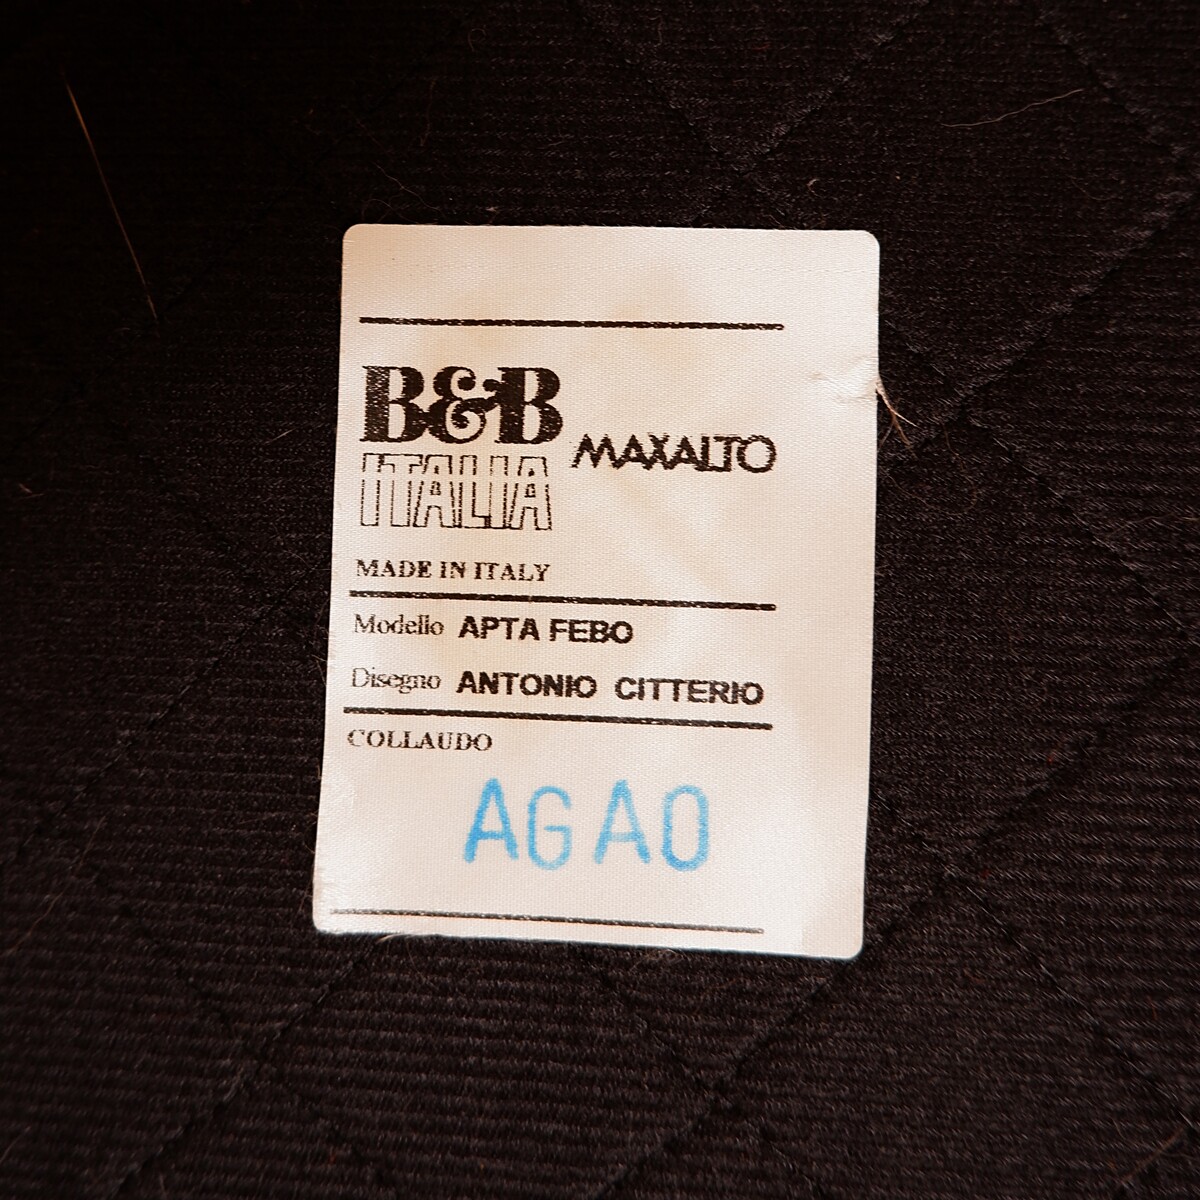 B&B
ITALIA
MAXALTO
MADE IN ITALY
Modello APTA FEBO
Disegno ANTONIO CITTERIO
COLLAUDO
AGAO